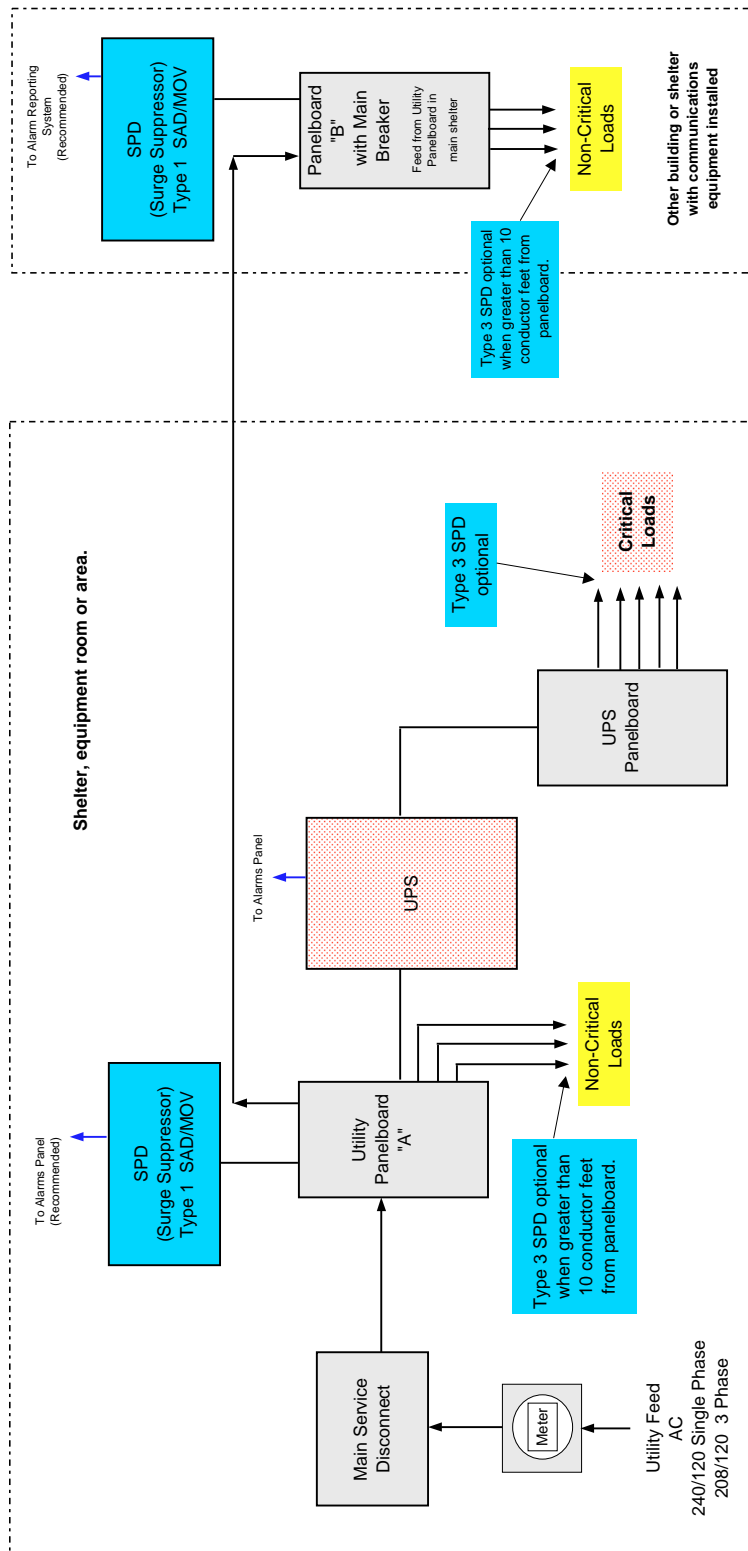 To Alarms Panel
(Recommended)
SPD
(Surge Suppressor)
Type 1 SAD/MOV
Shelter, equipment room or area.
To Alarm Reporting
System
(Recommended)
SPD
(Surge Suppressor)
Type 1 SAD/MOV
Main Service
Disconnect
Utility
Panelboard
"A"
To Alarms Panel
UPS
Panelboard
"B"
with Main
Breaker
Feed from Utility
Panelboard in
main shelter
Meter
Utility Feed
AC
240/120 Single Phase
208/120 3 Phase
Type 3 SPD optional
when greater than
10 conductor feet
from panelboard.
Non-Critical
Loads
UPS
Panelboard
Type 3 SPD
optional
Critical
Loads
Type 3 SPD optional
when greater than 10
conductor feet from
panelboard.
Non-Critical
Loads
Other building or shelter
with communications
equipment installed